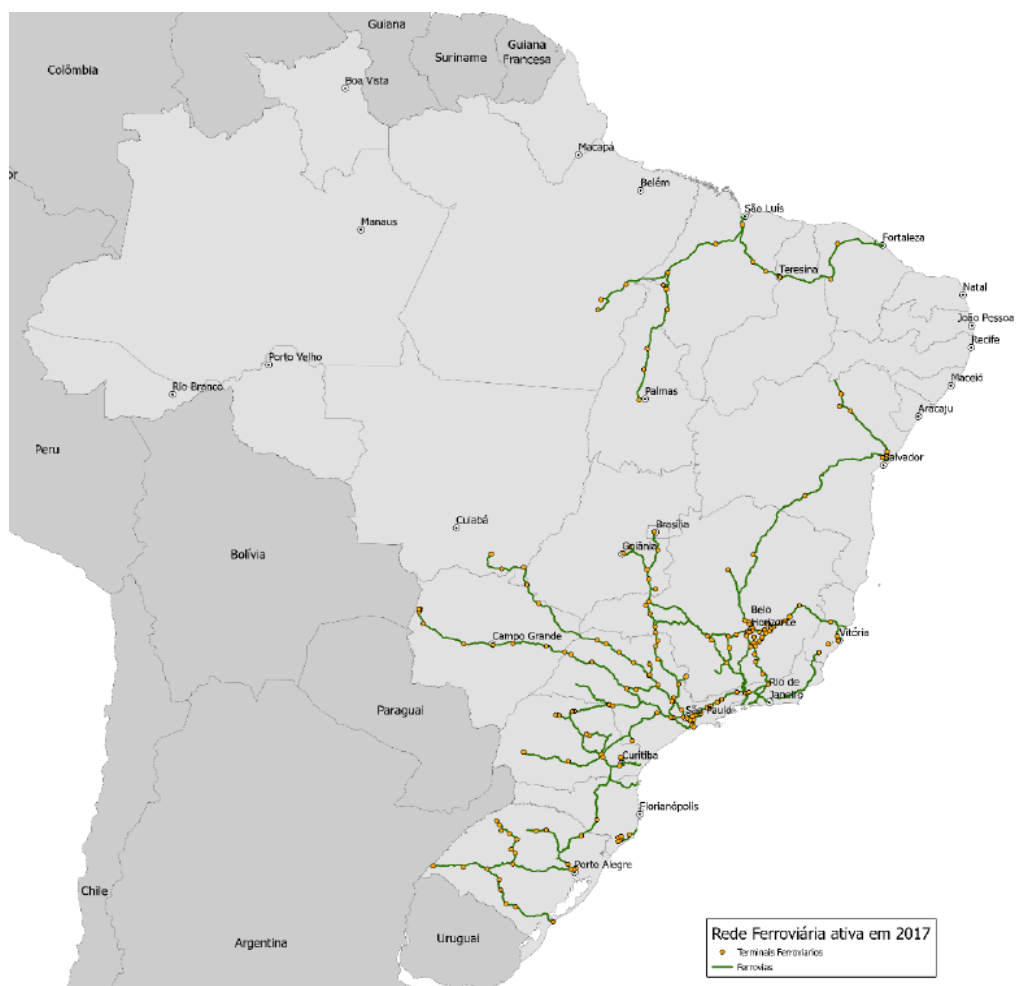 Guiana
Suriname
Guiana
Francesa
Colômbia
Boa Vista
Macapá
Belém
or
São Luís
Manaus
Fortaleza
Teresina
Natal
João Pessoa
Recife
Porto Velho
Rio Branco
Maceió
Palmas
Aracaju
Peru
Salvador
Cuiabá
Brasília
Goiânia
Bolívia
Belo
Horizonte
Campo Grande
Vitória
Rio de
Janeiro
Paraguai
São Paulo
Curitiba
Florianópolis
Porto Alegre
Chile
Argentina
Uruguai
Rede Ferroviária ativa em 2017
Terminais Ferroviarios
Ferrovias